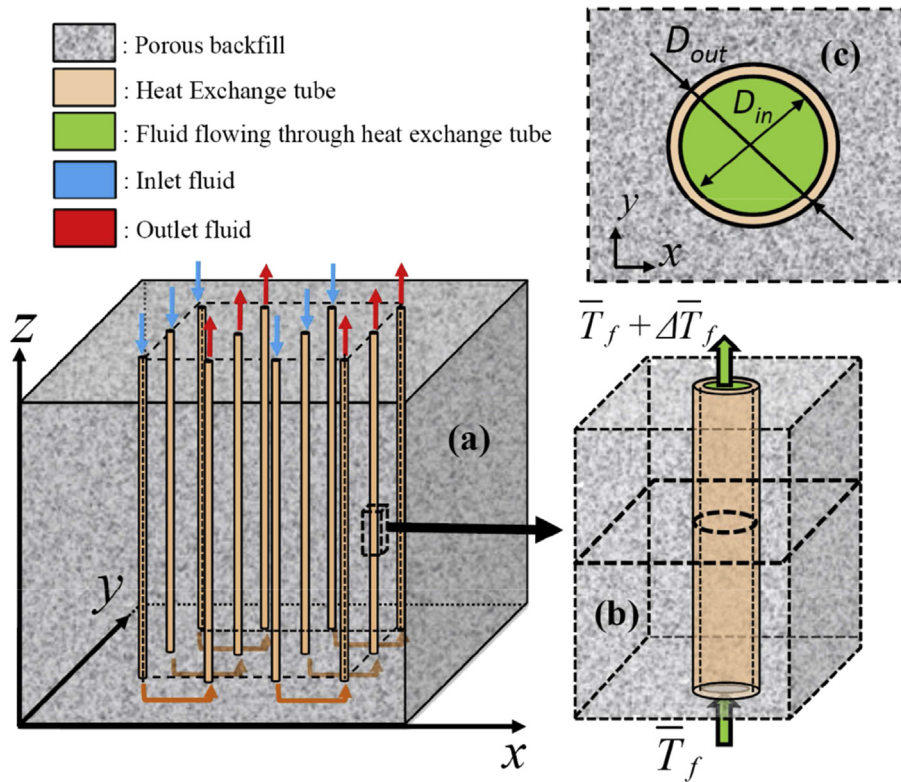 : Porous backfill
: Heat Exchange tube
: Fluid flowing through heat exchange tube
: Inlet fluid
: Outlet fluid
(c)
D_out
D_in
y
x
z
(a)
y
x
T̅_f + ΔT̅_f
(b)
T̅_f